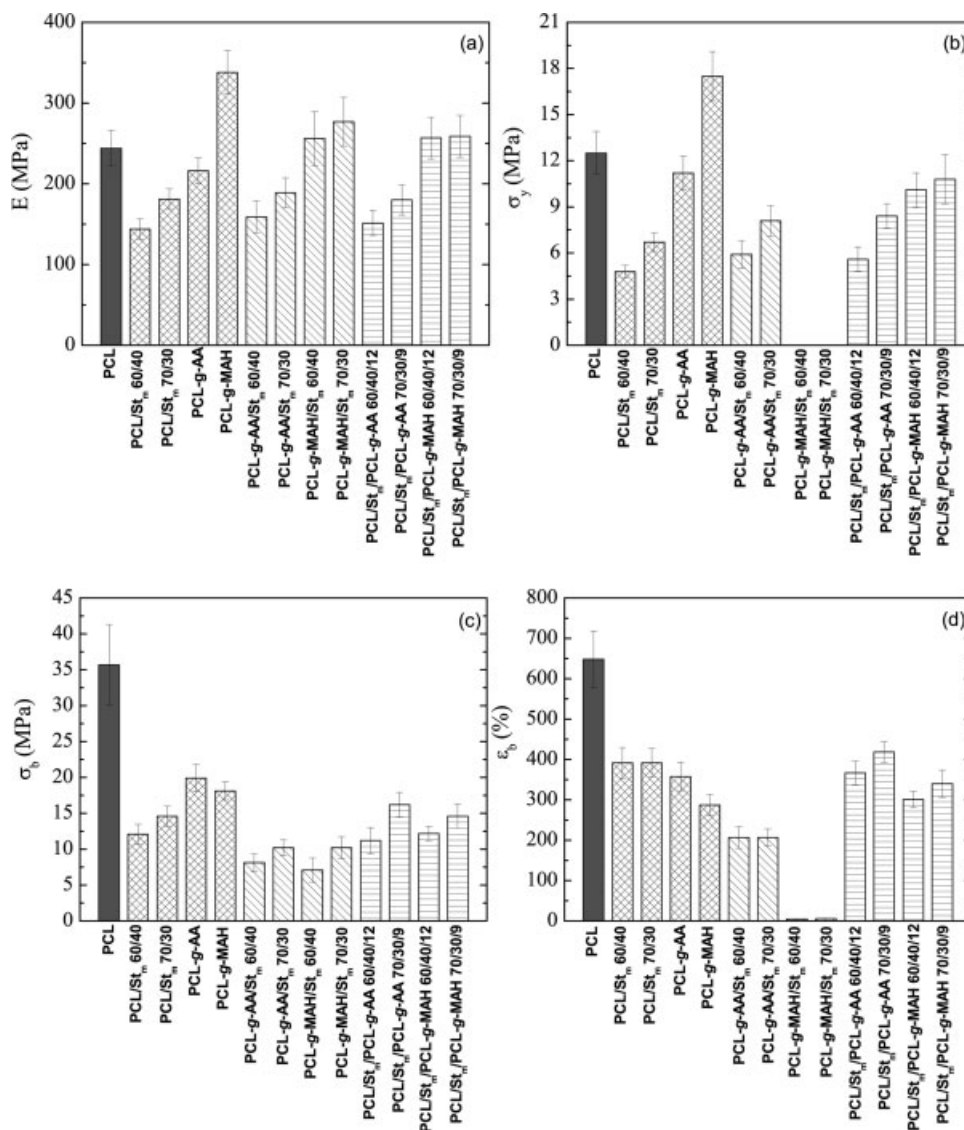 (a)
E (MPa)
400
300
200
100
0
PCL
PCL/Stm 60/40
PCL/Stm 70/30
PCL-g-AA
PCL-g-MAH
PCL-g-AA/Stm 60/40
PCL-g-AA/Stm 70/30
PCL-g-MAH/Stm 60/40
PCL-g-MAH/Stm 70/30
PCL/Stm/PCL-g-AA 60/40/12
PCL/Stm/PCL-g-AA 70/30/9
PCL/Stm/PCL-g-MAH 60/40/12
PCL/Stm/PCL-g-MAH 70/30/9
(b)
σy (MPa)
21
18
15
12
9
6
3
0
PCL
PCL/Stm 60/40
PCL/Stm 70/30
PCL-g-AA
PCL-g-MAH
PCL-g-AA/Stm 60/40
PCL-g-AA/Stm 70/30
PCL-g-MAH/Stm 60/40
PCL-g-MAH/Stm 70/30
PCL/Stm/PCL-g-AA 60/40/12
PCL/Stm/PCL-g-AA 70/30/9
PCL/Stm/PCL-g-MAH 60/40/12
PCL/Stm/PCL-g-MAH 70/30/9
(c)
σb (MPa)
45
40
35
30
25
20
15
10
5
0
PCL
PCL/Stm 60/40
PCL/Stm 70/30
PCL-g-AA
PCL-g-MAH
PCL-g-AA/Stm 60/40
PCL-g-AA/Stm 70/30
PCL-g-MAH/Stm 60/40
PCL-g-MAH/Stm 70/30
PCL/Stm/PCL-g-AA 60/40/12
PCL/Stm/PCL-g-AA 70/30/9
PCL/Stm/PCL-g-MAH 60/40/12
PCL/Stm/PCL-g-MAH 70/30/9
(d)
εb (%)
800
700
600
500
400
300
200
100
0
PCL
PCL/Stm 60/40
PCL/Stm 70/30
PCL-g-AA
PCL-g-MAH
PCL-g-AA/Stm 60/40
PCL-g-AA/Stm 70/30
PCL-g-MAH/Stm 60/40
PCL-g-MAH/Stm 70/30
PCL/Stm/PCL-g-AA 60/40/12
PCL/Stm/PCL-g-AA 70/30/9
PCL/Stm/PCL-g-MAH 60/40/12
PCL/Stm/PCL-g-MAH 70/30/9